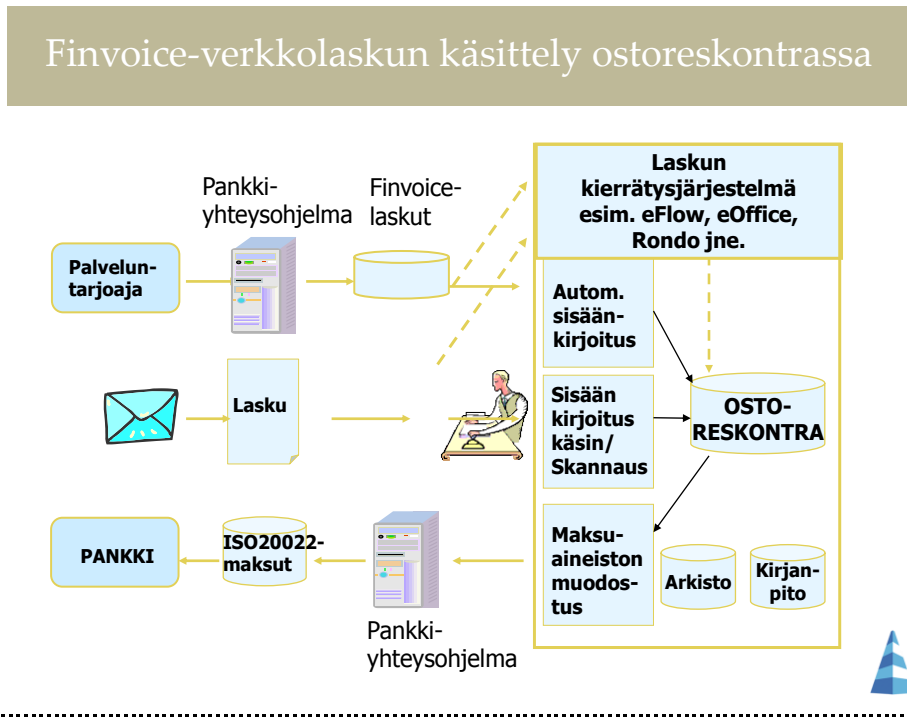 Finvoice-verkkolaskun käsittely ostoreskontrassa
Pankki-
yhteysohjelma
Finvoice-
laskut
Laskun
kierrätysjärjestelmä
esim. eFlow, eOffice,
Rondo jne.
Palvelun-
tarjoaja
Autom.
sisään-
kirjoitus
Lasku
Sisään
kirjoitus
käsin/
Skannaus
OSTO-
RESKONTRA
PANKKI
ISO20022-
maksut
Pankki-
yhteysohjelma
Maksu-
aineiston
muodos-
tus
Arkisto
Kirjan-
pito